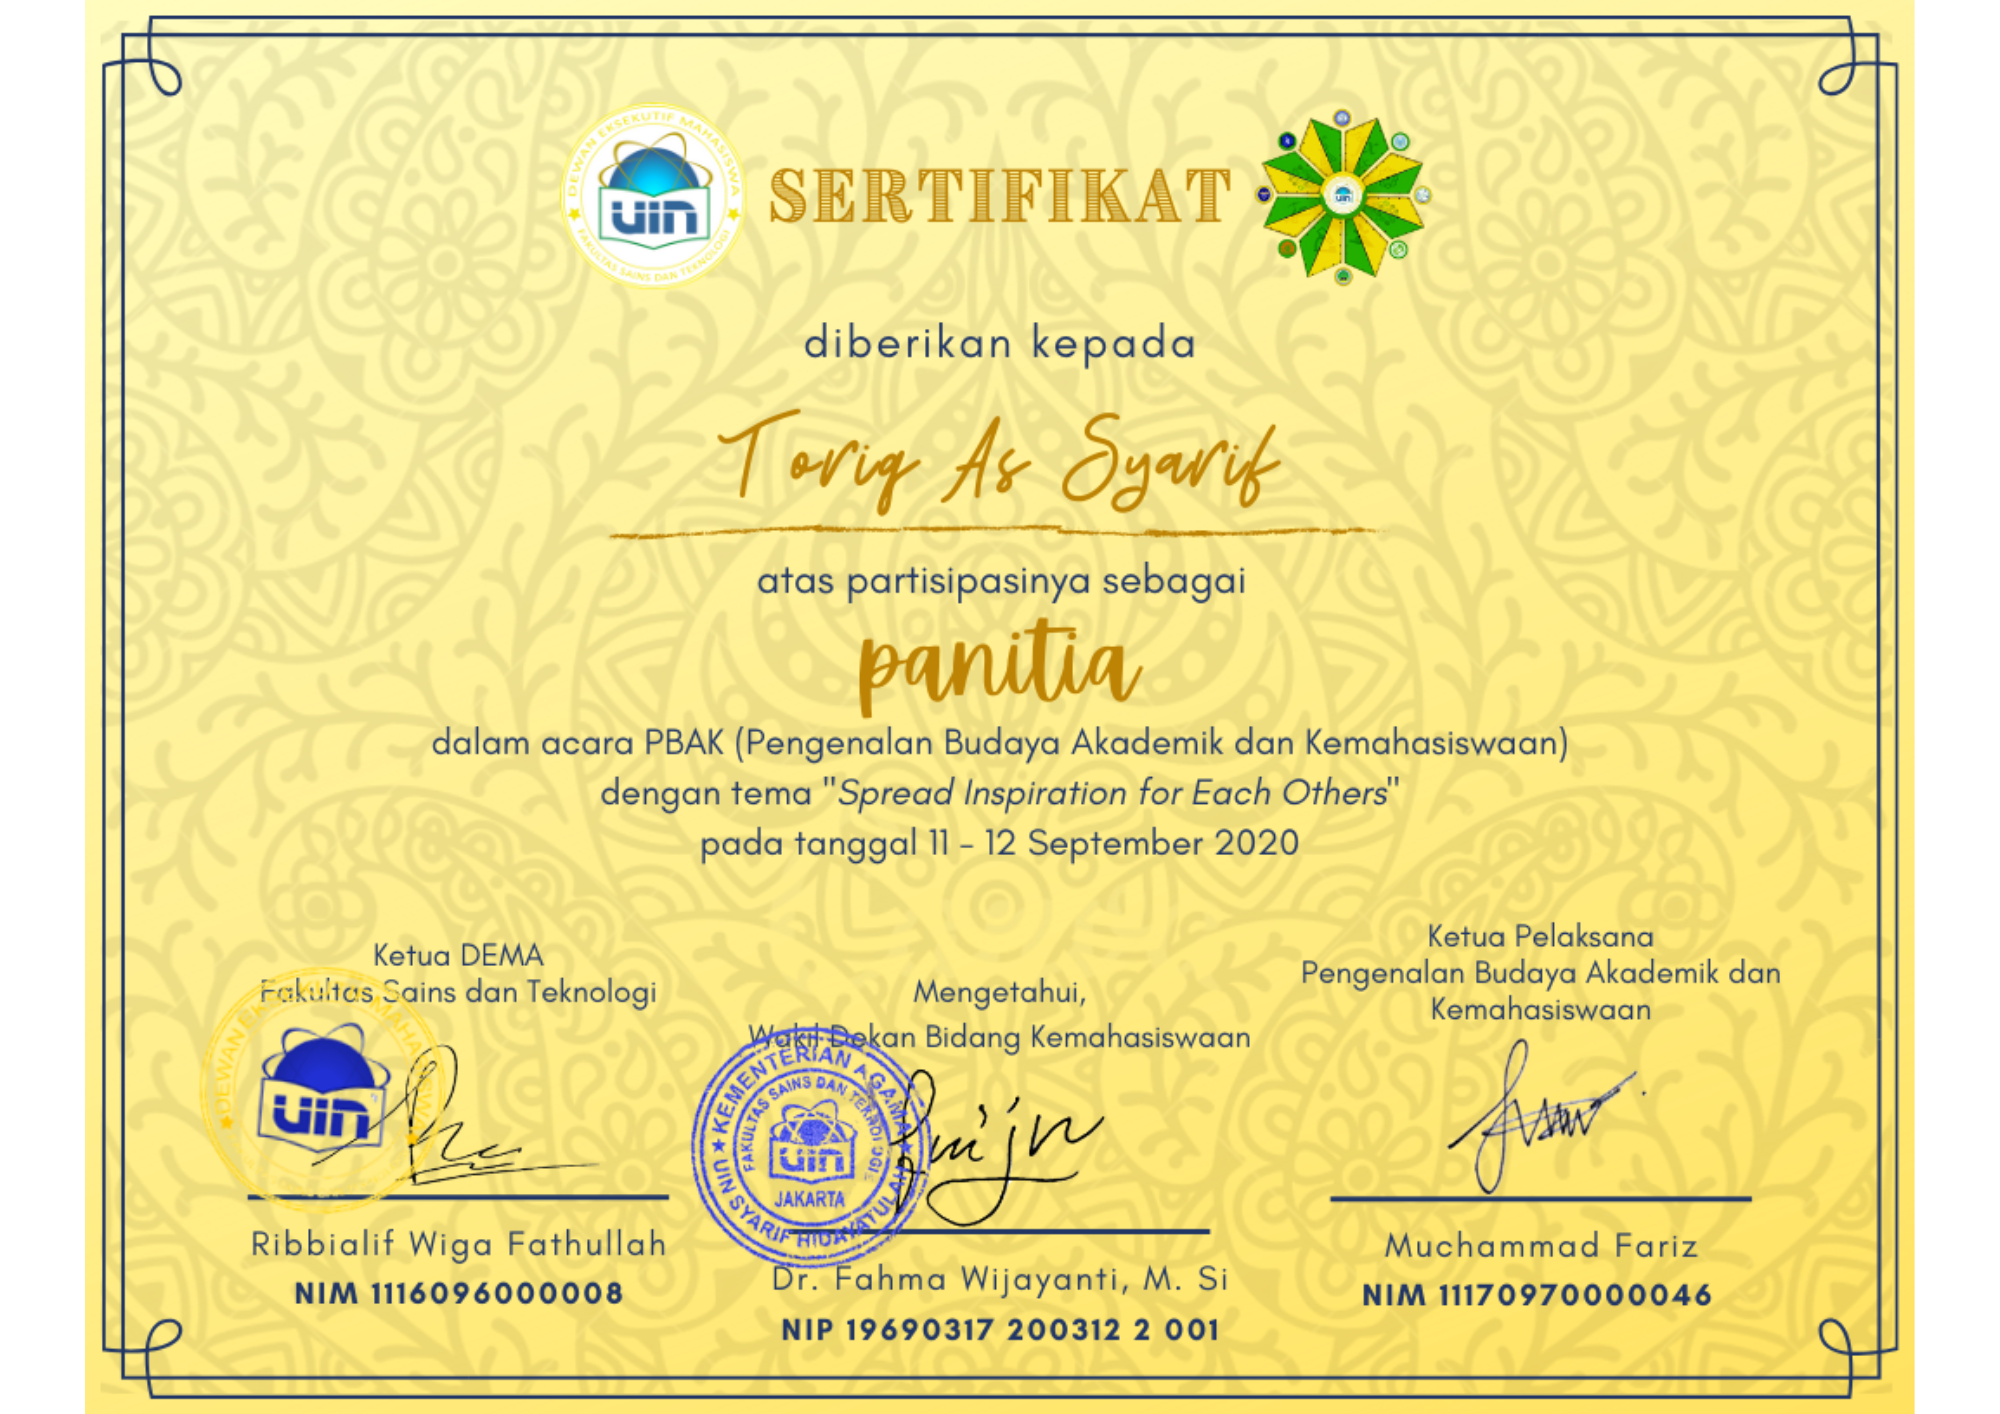 DEWAN EKSEKUTIF MAHASISWA
FAKULTAS SAINS DAN TEKNOLOGI
uin
SERTIFIKAT
uin
diberikan kepada
Toriq As Syarif
atas partisipasinya sebagai
panitia
dalam acara PBAK (Pengenalan Budaya Akademik dan Kemahasiswaan)
dengan tema "Spread Inspiration for Each Others"
pada tanggal 11 - 12 September 2020
Ketua DEMA
Fakultas Sains dan Teknologi
uin
Ribbialif Wiga Fathullah
NIM 1116096000008
Mengetahui,
Wakil Dekan Bidang Kemahasiswaan
KEMENTERIAN AGAMA
UIN SYARIF HIDAYATULLAH
FAKULTAS SAINS DAN TEKNOLOGI
uin
JAKARTA
Dr. Fahma Wijayanti, M. Si
NIP 19690317 200312 2 001
Ketua Pelaksana
Pengenalan Budaya Akademik dan
Kemahasiswaan
Muchammad Fariz
NIM 11170970000046